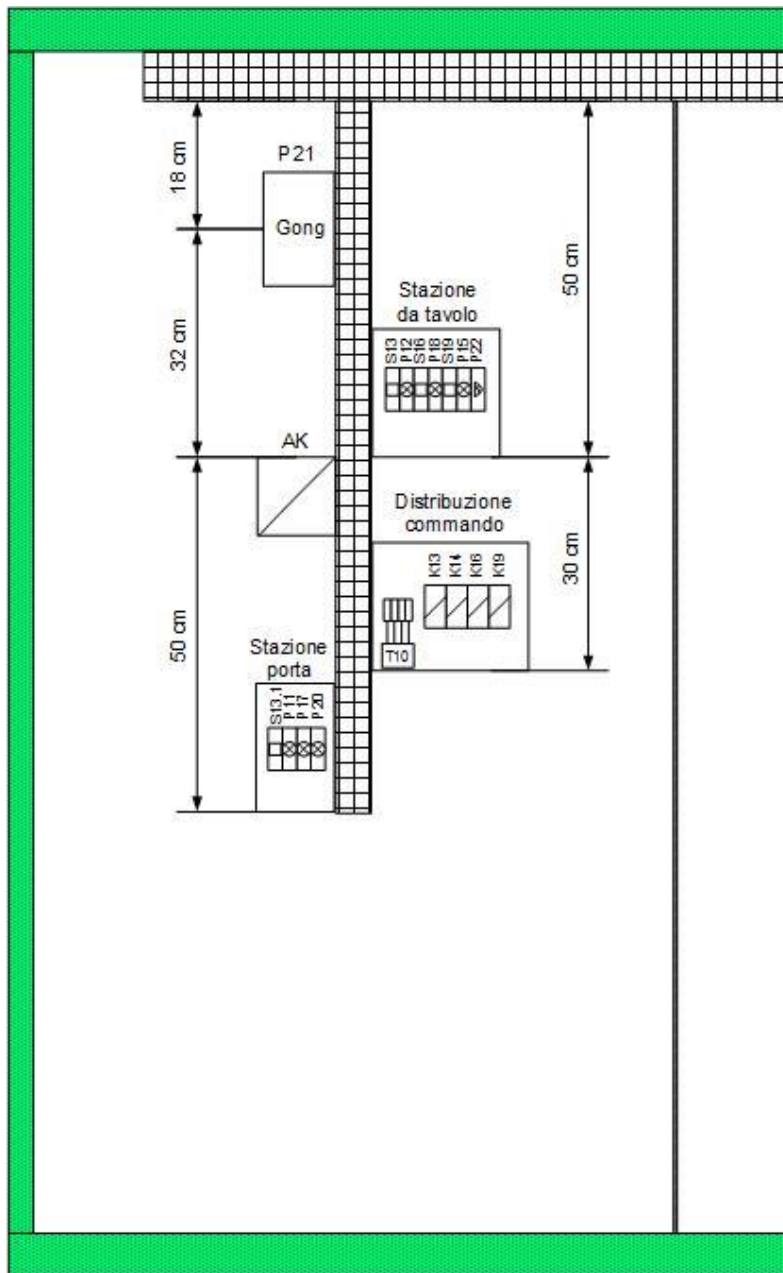 18 cm
P21
Gong
50 cm
32 cm
Stazione
da tavolo
S13
P12
S16
P18
S19
P15
P22
AK
Distribuzione
commando
K13
K14
K16
K19
30 cm
T10
50 cm
Stazione
porta
S13.1
P11
P17
P20